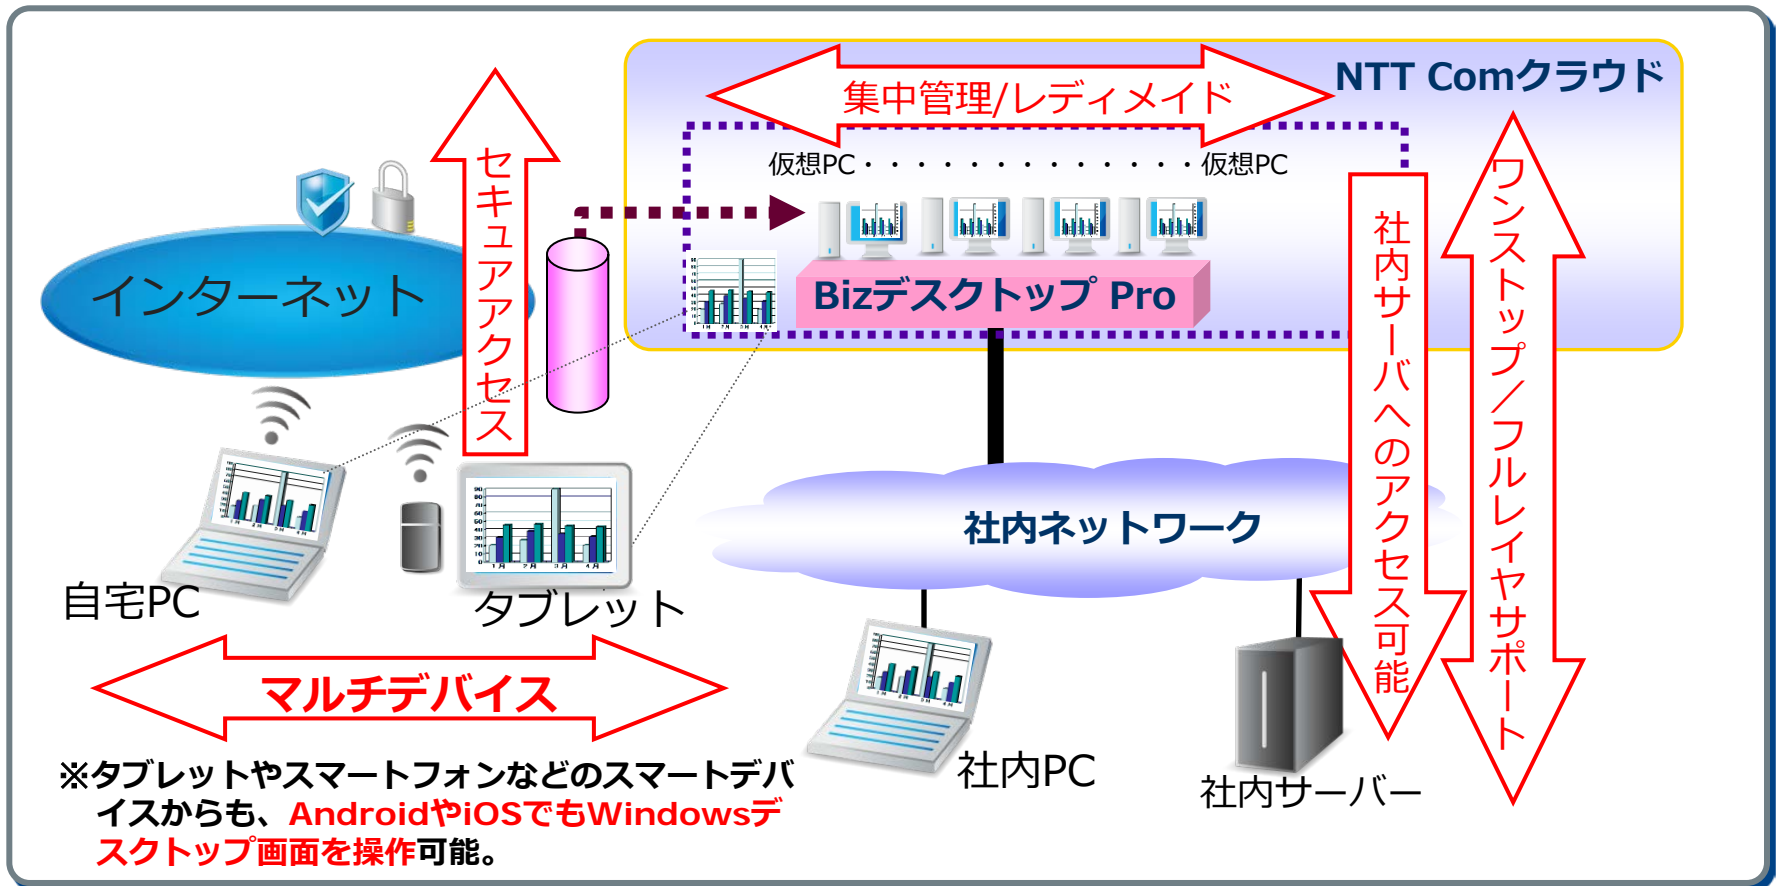 NTT Comクラウド
集中管理/レディメイド
仮想PC・・・・・・・・・・・・・仮想PC
Bizデスクトップ Pro
インターネット
セキュアアクセス
社内サーバへのアクセス可能
ワンストップ／フルレイヤサポート
社内ネットワーク
自宅PC
タブレット
マルチデバイス
社内PC
社内サーバー
※タブレットやスマートフォンなどのスマートデバ
イスからも、AndroidやiOSでもWindowsデ
スクトップ画面を操作可能。